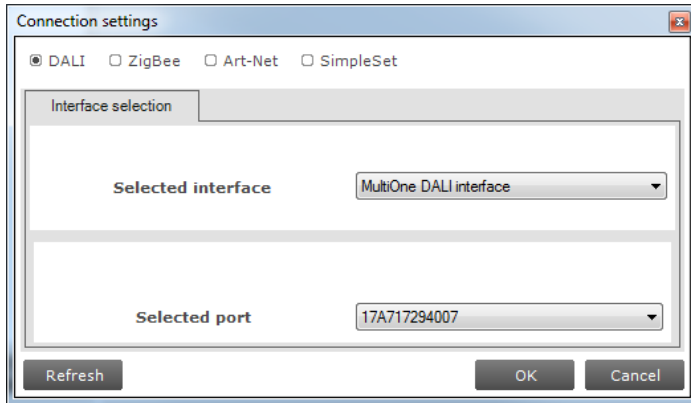 Connection settings
DALI ZigBee Art-Net SimpleSet
Interface selection
Selected interface MultiOne DALI interface
Selected port 17A717294007
Refresh OK Cancel